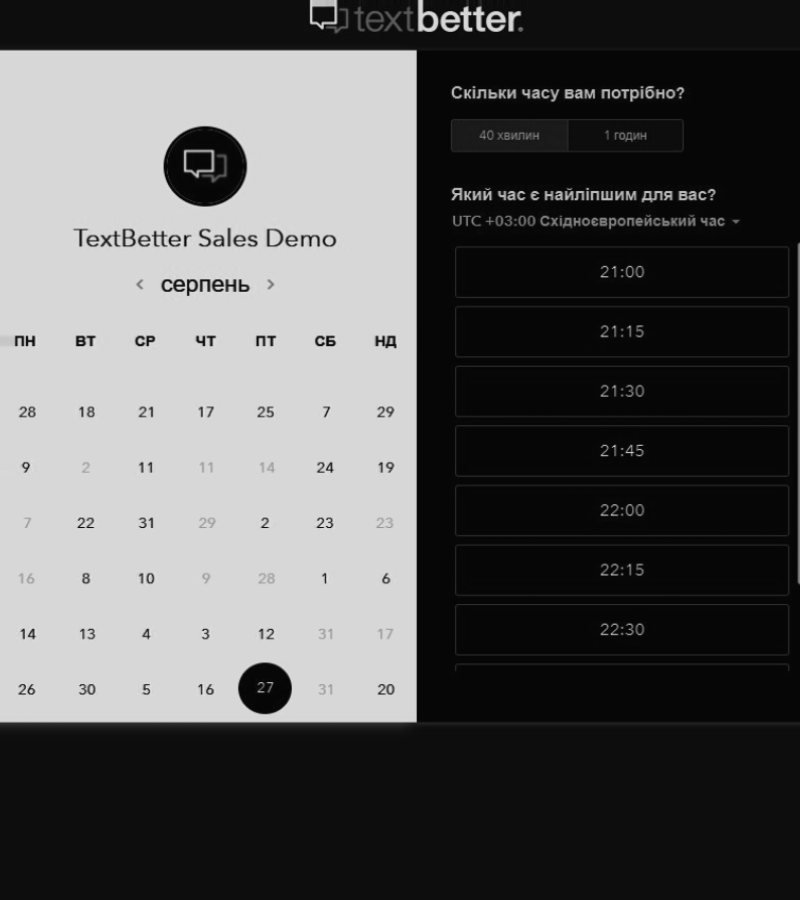 textbetter.
TextBetter Sales Demo
‹ серпень ›
ПН ВТ СР ЧТ ПТ СБ НД
28 18 21 17 25 7 29
9 2 11 11 14 24 19
7 22 31 29 2 23 23
16 8 10 9 28 1 6
14 13 4 3 12 31 17
26 30 5 16 27 31 20
Скільки часу вам потрібно?
40 хвилин 1 годин
Який час є найліпшим для вас?
UTC +03:00 Східноєвропейський час
21:00
21:15
21:30
21:45
22:00
22:15
22:30